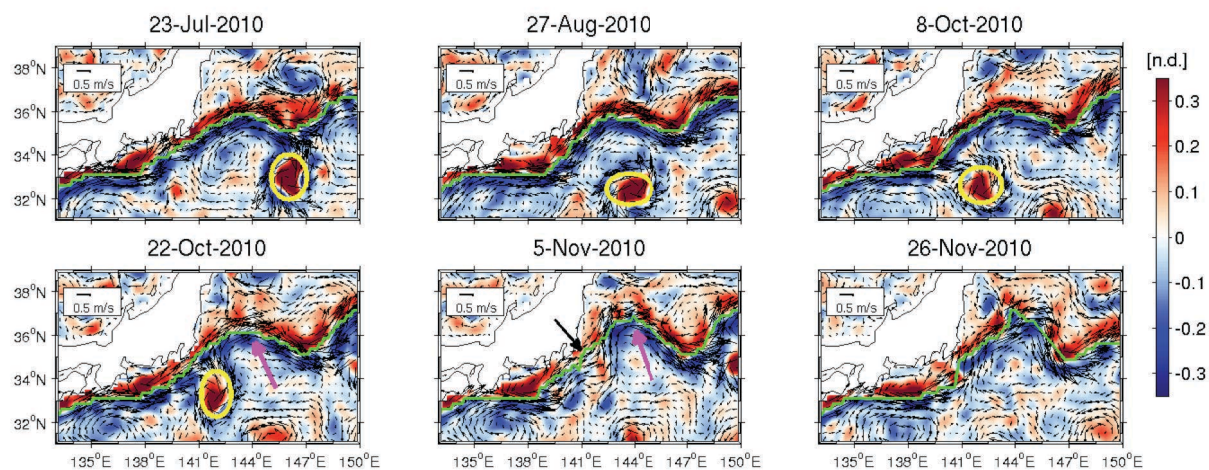 23-Jul-2010
27-Aug-2010
8-Oct-2010
[n.d.]
38°N
36°N
34°N
32°N
0.5 m/s
0.5 m/s
0.5 m/s
0.3
0.2
0.1
0
-0.1
-0.2
-0.3
22-Oct-2010
5-Nov-2010
26-Nov-2010
38°N
36°N
34°N
32°N
0.5 m/s
0.5 m/s
0.5 m/s
135°E 138°E 141°E 144°E 147°E 150°E
135°E 138°E 141°E 144°E 147°E 150°E
135°E 138°E 141°E 144°E 147°E 150°E